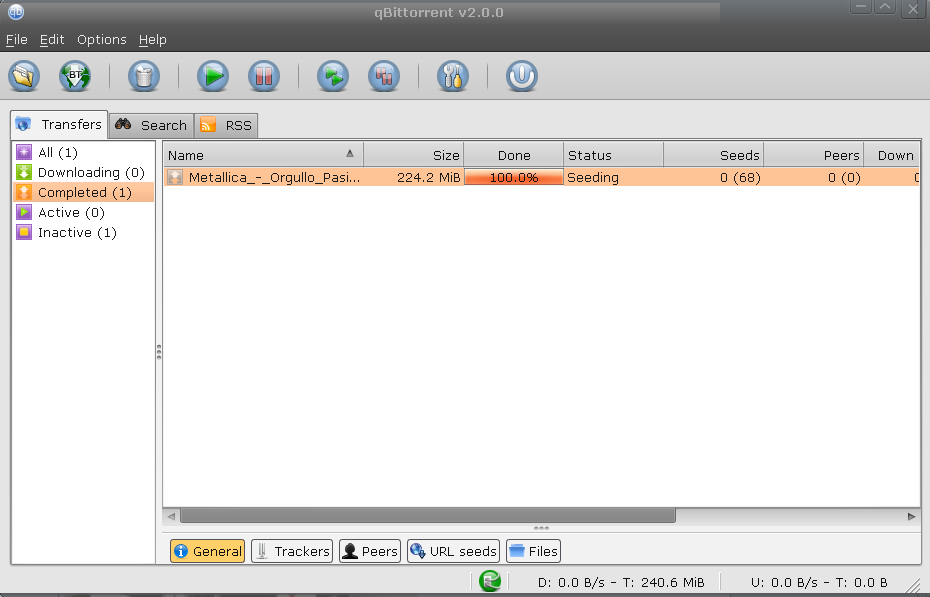 qBittorrent v2.0.0
File Edit Options Help
BT
Transfers Search RSS
All (1)
Downloading (0)
Completed (1)
Active (0)
Inactive (1)
Name Size Done Status Seeds Peers Down
Metallica_-_Orgullo_Pasi... 224.2 MiB 100.0% Seeding 0 (68) 0 (0)
General Trackers Peers URL seeds Files
D: 0.0 B/s - T: 240.6 MiB U: 0.0 B/s - T: 0.0 B